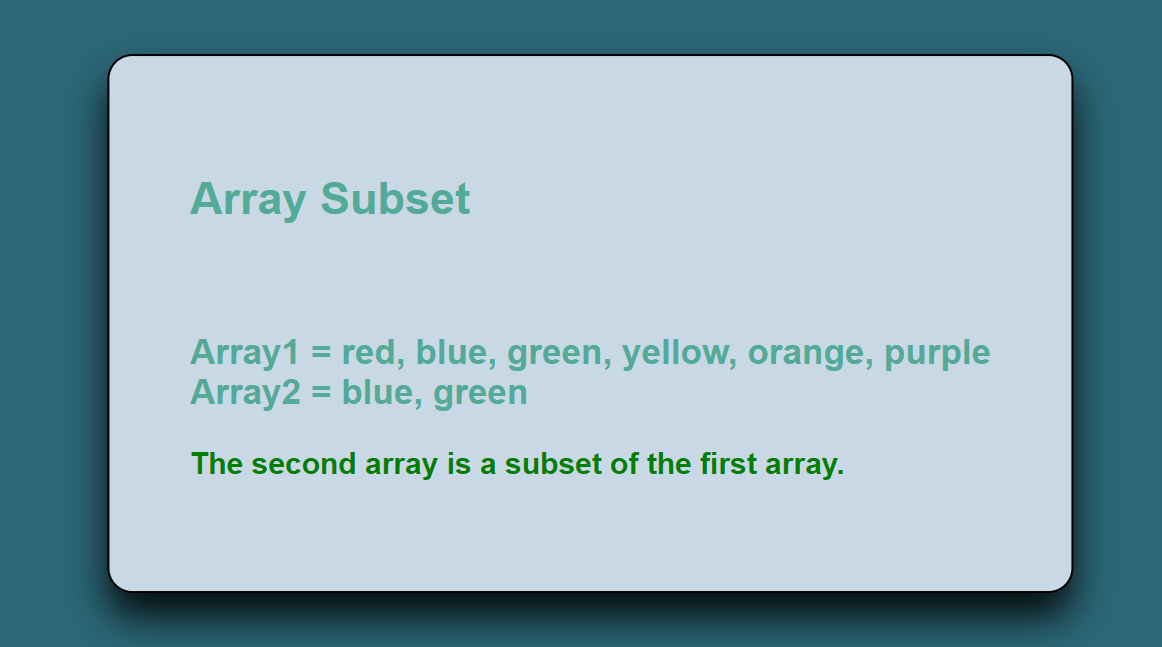 Array Subset
Array1 = red, blue, green, yellow, orange, purple
Array2 = blue, green
The second array is a subset of the first array.